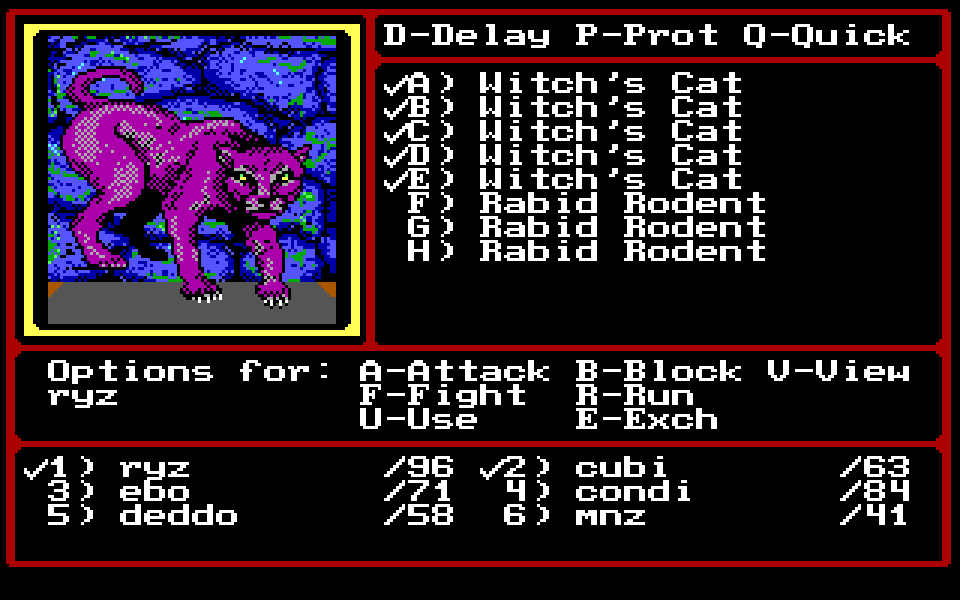 D-Delay P-Prot Q-Quick
✓A) Witch's Cat
✓B) Witch's Cat
✓C) Witch's Cat
✓D) Witch's Cat
✓E) Witch's Cat
F) Rabid Rodent
G) Rabid Rodent
H) Rabid Rodent
Options for: A-Attack B-Block V-View
ryz F-Fight R-Run
U-Use E-Exch
✓1) ryz /96 ✓2) cubi /63
3) ebo /71 4) condi /84
5) deddo /58 6) mnz /41